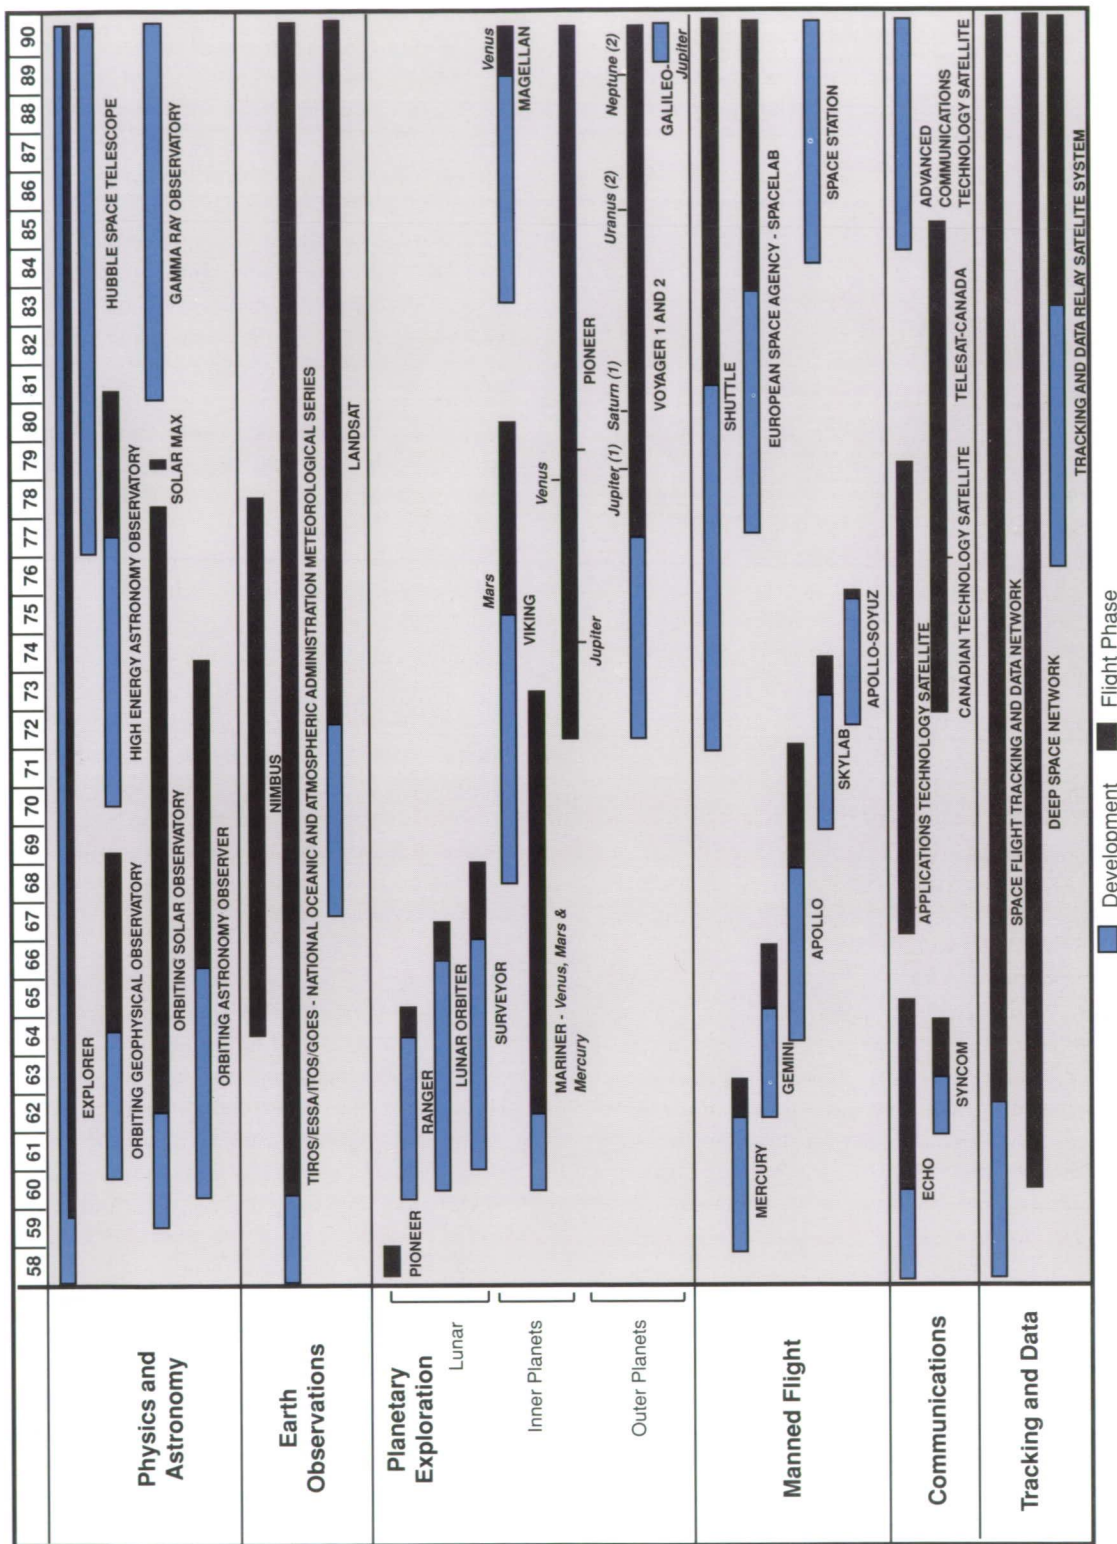 58 59 60 61 62 63 64 65 66 67 68 69 70 71 72 73 74 75 76 77 78 79 80 81 82 83 84 85 86 87 88 89 90
Physics and
Astronomy
EXPLORER
HUBBLE SPACE TELESCOPE
ORBITING GEOPHYSICAL OBSERVATORY
HIGH ENERGY ASTRONOMY OBSERVATORY
ORBITING SOLAR OBSERVATORY
SOLAR MAX
GAMMA RAY OBSERVATORY
ORBITING ASTRONOMY OBSERVER
Earth
Observations
NIMBUS
TIROS/ESSA/ITOS/GOES - NATIONAL OCEANIC AND ATMOSPHERIC ADMINISTRATION METEOROLOGICAL SERIES
LANDSAT
Planetary
Exploration
Lunar
PIONEER
RANGER
LUNAR ORBITER
SURVEYOR
Inner Planets
Mars
Venus
VIKING
MAGELLAN
MARINER - Venus, Mars &
Mercury
Venus
Jupiter
PIONEER
Outer Planets
Jupiter (1)
Saturn (1)
Uranus (2)
Neptune (2)
VOYAGER 1 AND 2
GALILEO-
Jupiter
Manned Flight
SHUTTLE
MERCURY
EUROPEAN SPACE AGENCY - SPACELAB
GEMINI
APOLLO
SPACE STATION
SKYLAB
APOLLO-SOYUZ
Communications
ECHO
APPLICATIONS TECHNOLOGY SATELLITE
ADVANCED
COMMUNICATIONS
TECHNOLOGY SATELLITE
SYNCOM
CANADIAN TECHNOLOGY SATELLITE
TELESAT-CANADA
Tracking and Data
SPACE FLIGHT TRACKING AND DATA NETWORK
DEEP SPACE NETWORK
TRACKING AND DATA RELAY SATELITE SYSTEM
Development
Flight Phase